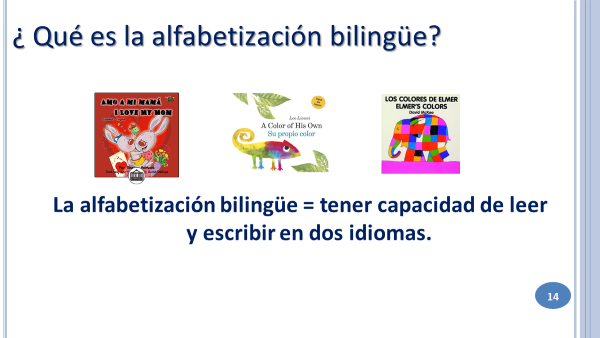 ¿ Qué es la alfabetización bilingüe?
AMO A MI MAMÁ
I LOVE MY MOM
Leo Lionni
A Color of His Own
Su propio color
LOS COLORES DE ELMER
ELMER'S COLORS
David McKee
La alfabetización bilingüe = tener capacidad de leer
y escribir en dos idiomas.
14